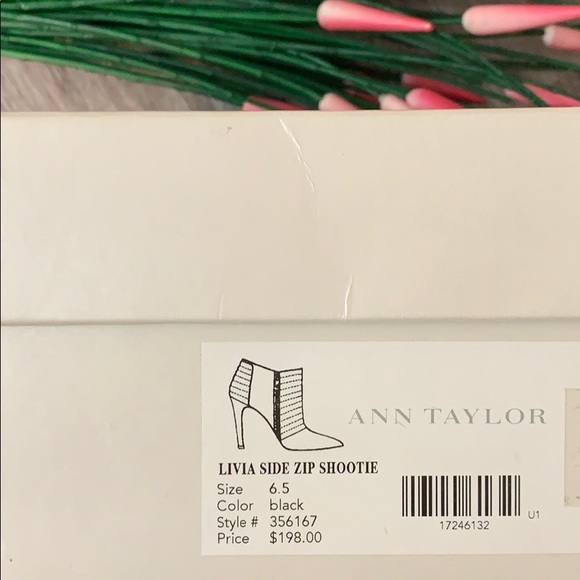 ANN TAYLOR
LIVIA SIDE ZIP SHOOTIE
Size 6.5
Color black
Style # 356167
Price $198.00
17246132
U1